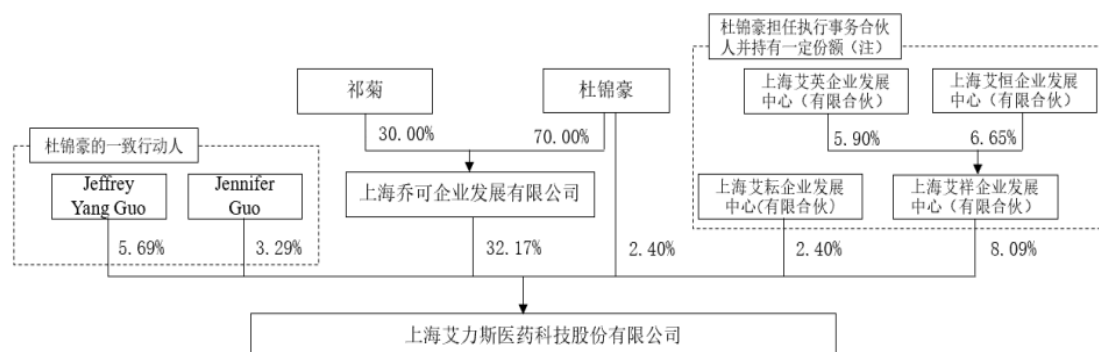 杜锦豪担任执行事务合伙
人并持有一定份额（注）
祁菊
杜锦豪
上海艾英企业发展
中心（有限合伙）
上海艾恒企业发展
中心（有限合伙）
30.00%
70.00%
5.90%
6.65%
杜锦豪的一致行动人
Jeffrey
Yang Guo
Jennifer
Guo
上海乔可企业发展有限公司
上海艾耘企业发展
中心(有限合伙)
上海艾祥企业发展
中心（有限合伙）
5.69%
3.29%
32.17%
2.40%
2.40%
8.09%
上海艾力斯医药科技股份有限公司